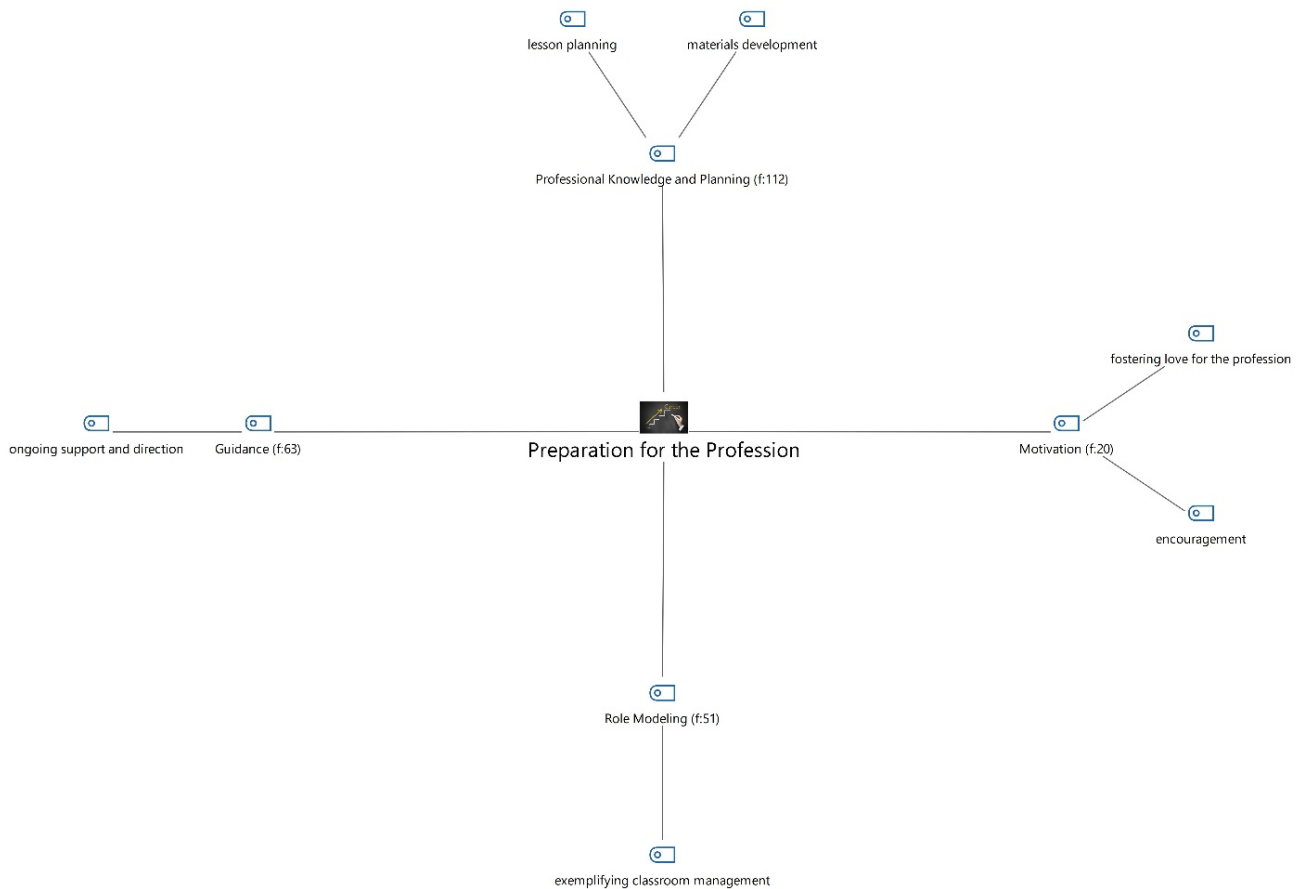 lesson planning
materials development
Professional Knowledge and Planning (f:112)
fostering love for the profession
ongoing support and direction
Guidance (f:63)
Preparation for the Profession
Motivation (f:20)
encouragement
Role Modeling (f:51)
exemplifying classroom management